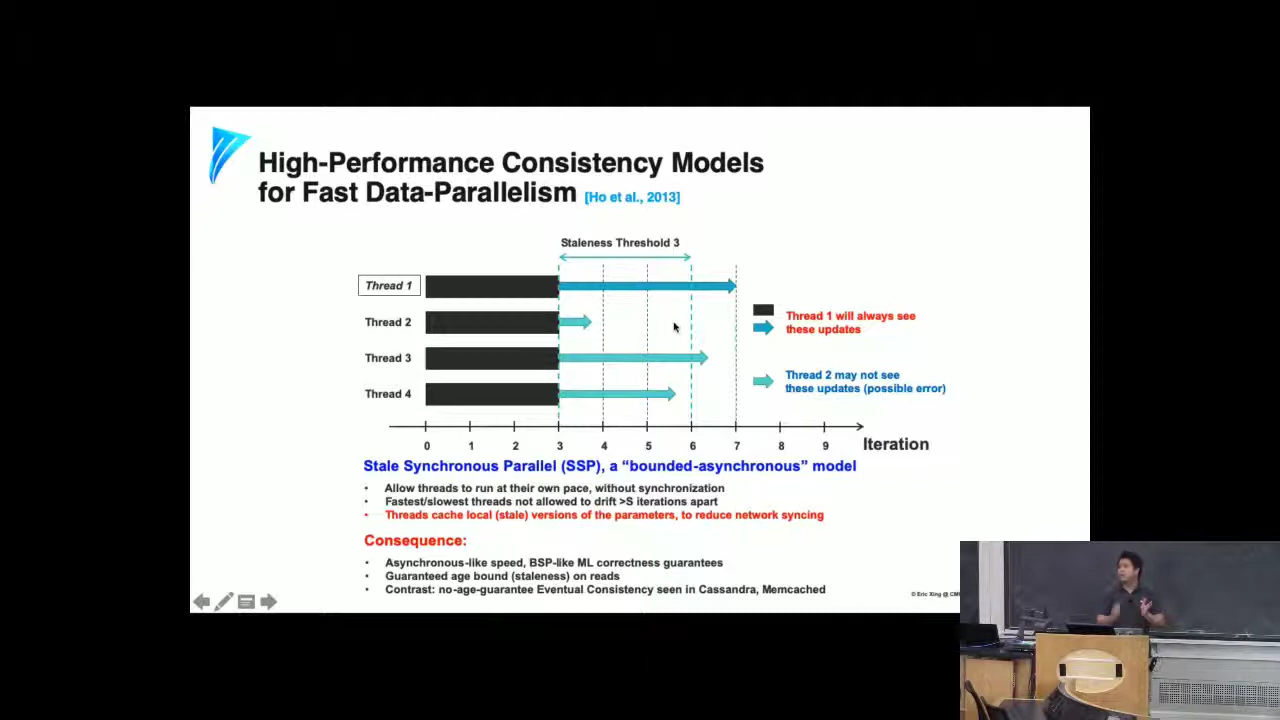 High-Performance Consistency Models
for Fast Data-Parallelism [Ho et al., 2013]
Staleness Threshold 3
Thread 1
Thread 2
Thread 3
Thread 4
Thread 1 will always see
these updates
Thread 2 may not see
these updates (possible error)
0 1 2 3 4 5 6 7 8 9 Iteration
Stale Synchronous Parallel (SSP), a “bounded-asynchronous” model
• Allow threads to run at their own pace, without synchronization
• Fastest/slowest threads not allowed to drift >S iterations apart
• Threads cache local (stale) versions of the parameters, to reduce network syncing
Consequence:
• Asynchronous-like speed, BSP-like ML correctness guarantees
• Guaranteed age bound (staleness) on reads
• Contrast: no-age-guarantee Eventual Consistency seen in Cassandra, Memcached
© Eric Xing @